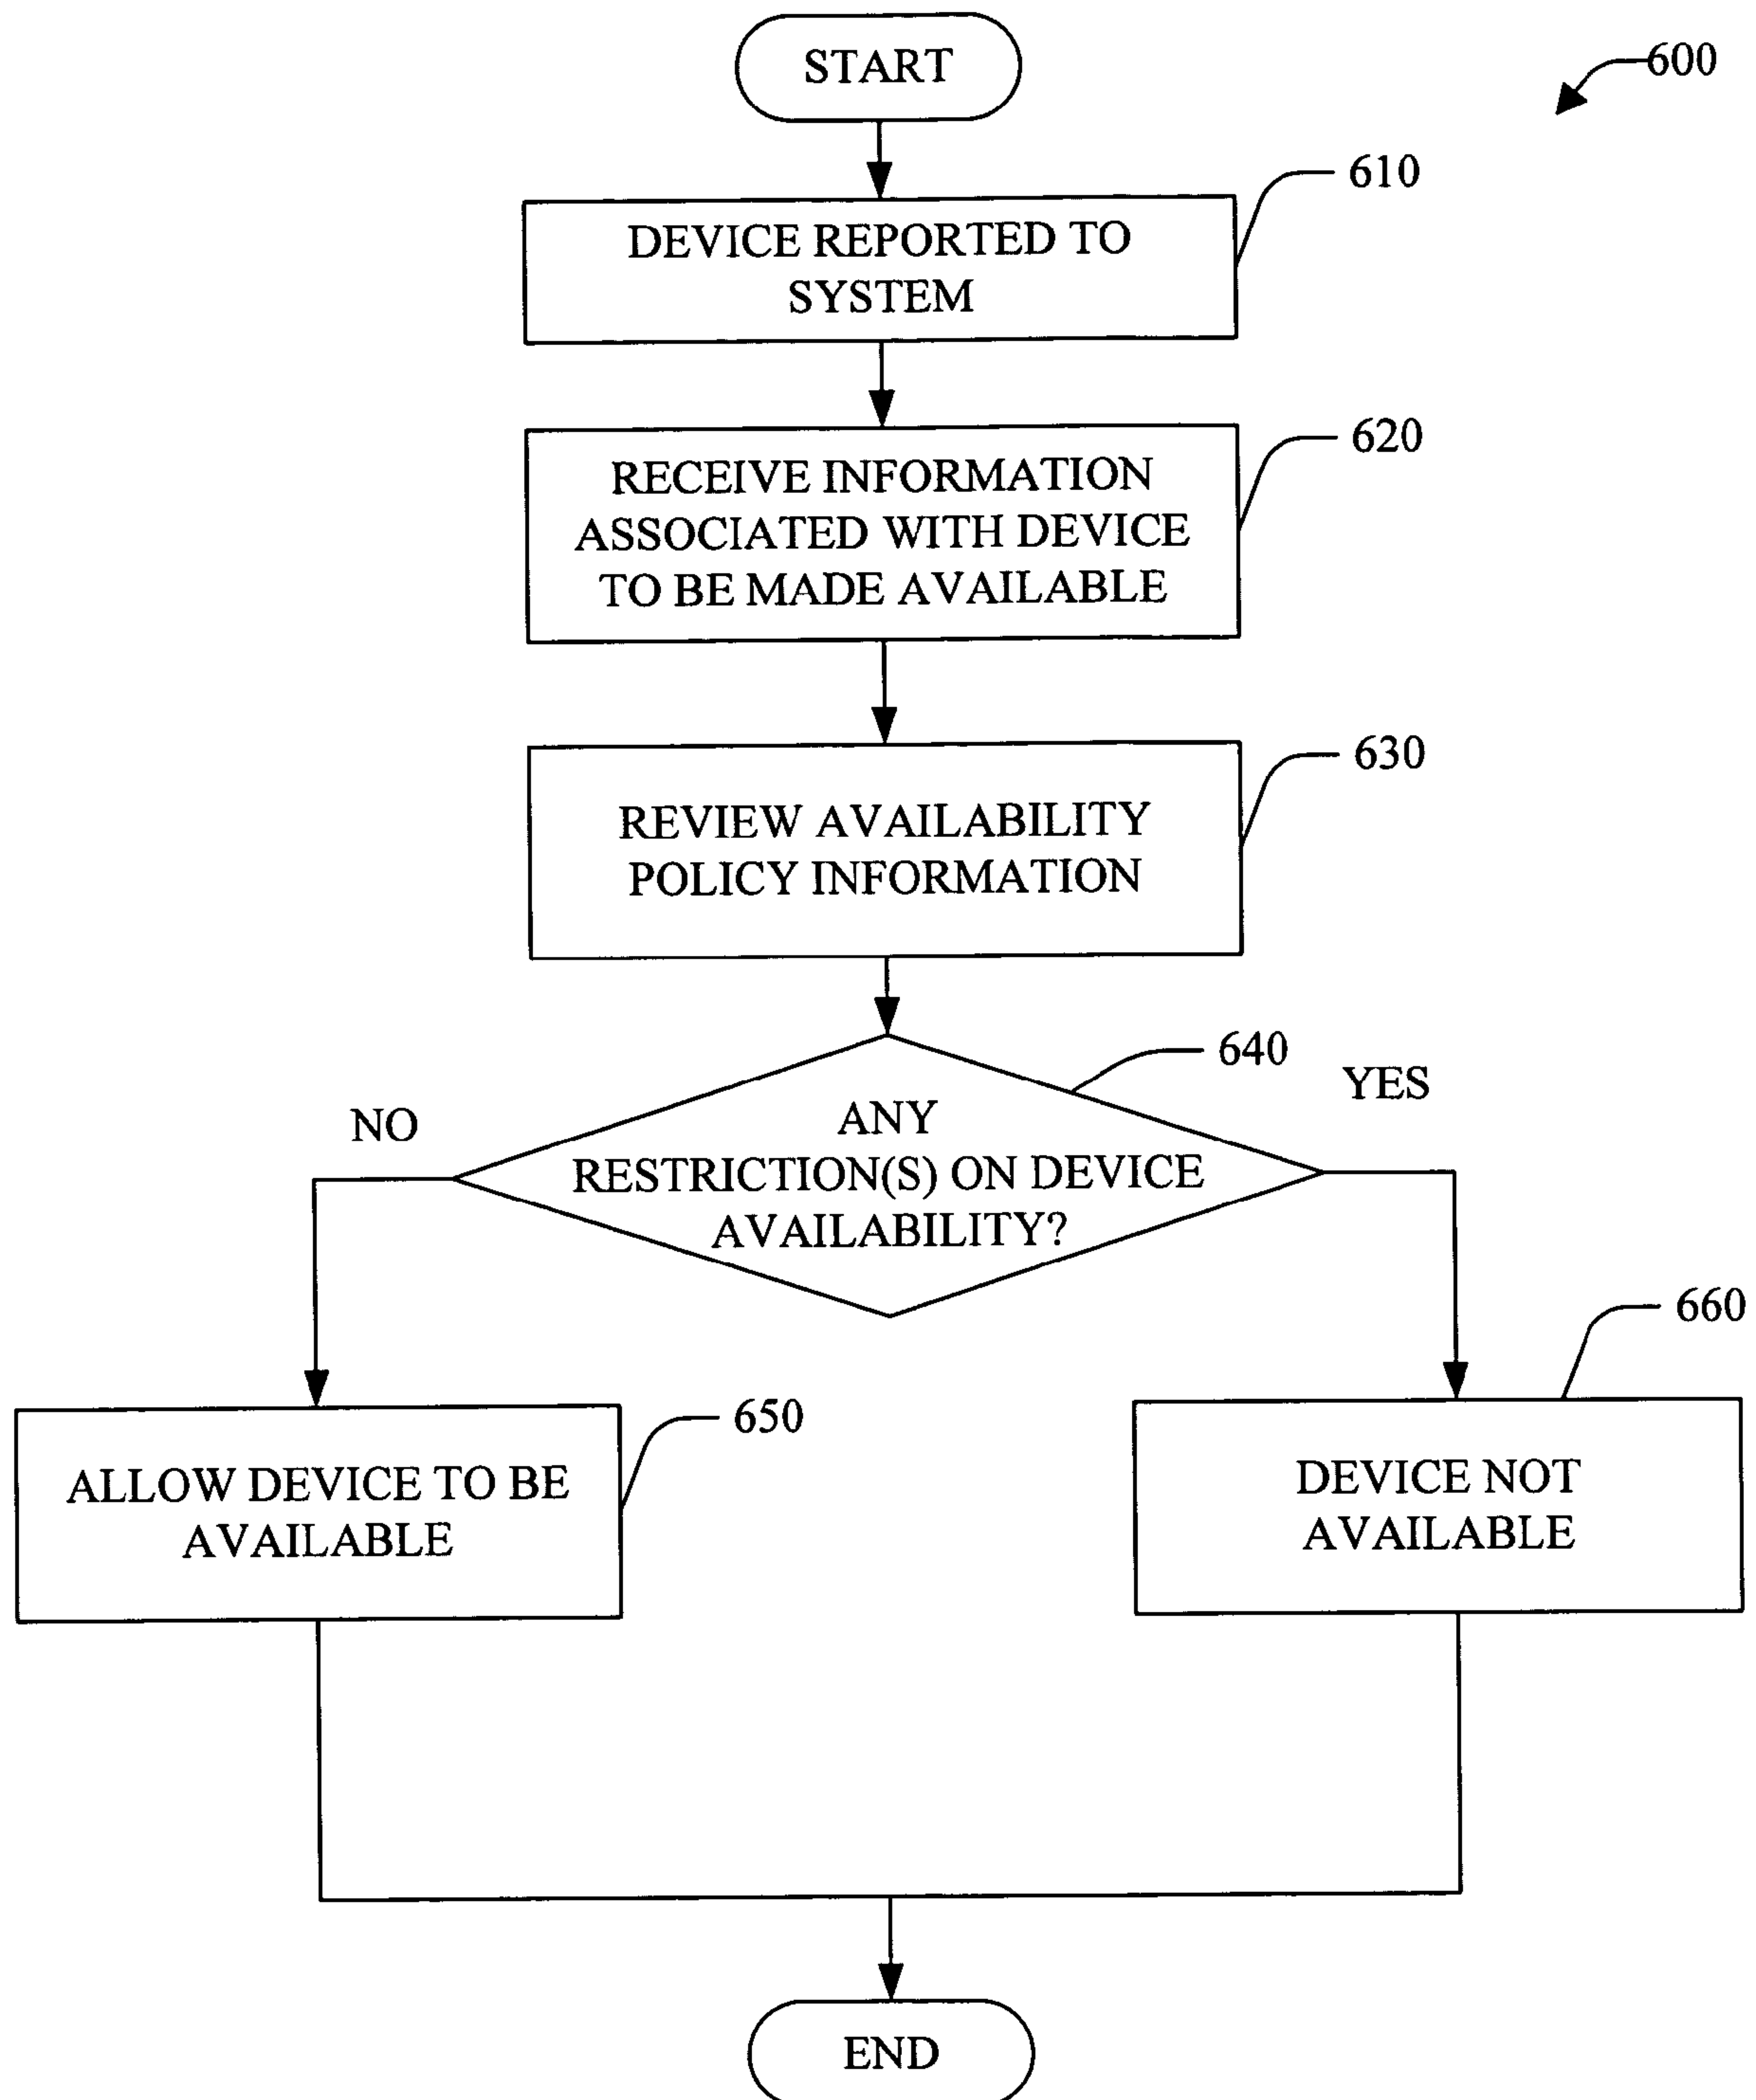 START
600
610
DEVICE REPORTED TO
SYSTEM
620
RECEIVE INFORMATION
ASSOCIATED WITH DEVICE
TO BE MADE AVAILABLE
630
REVIEW AVAILABILITY
POLICY INFORMATION
640
YES
NO
ANY
RESTRICTION(S) ON DEVICE
AVAILABILITY?
660
650
ALLOW DEVICE TO BE
AVAILABLE
DEVICE NOT
AVAILABLE
END